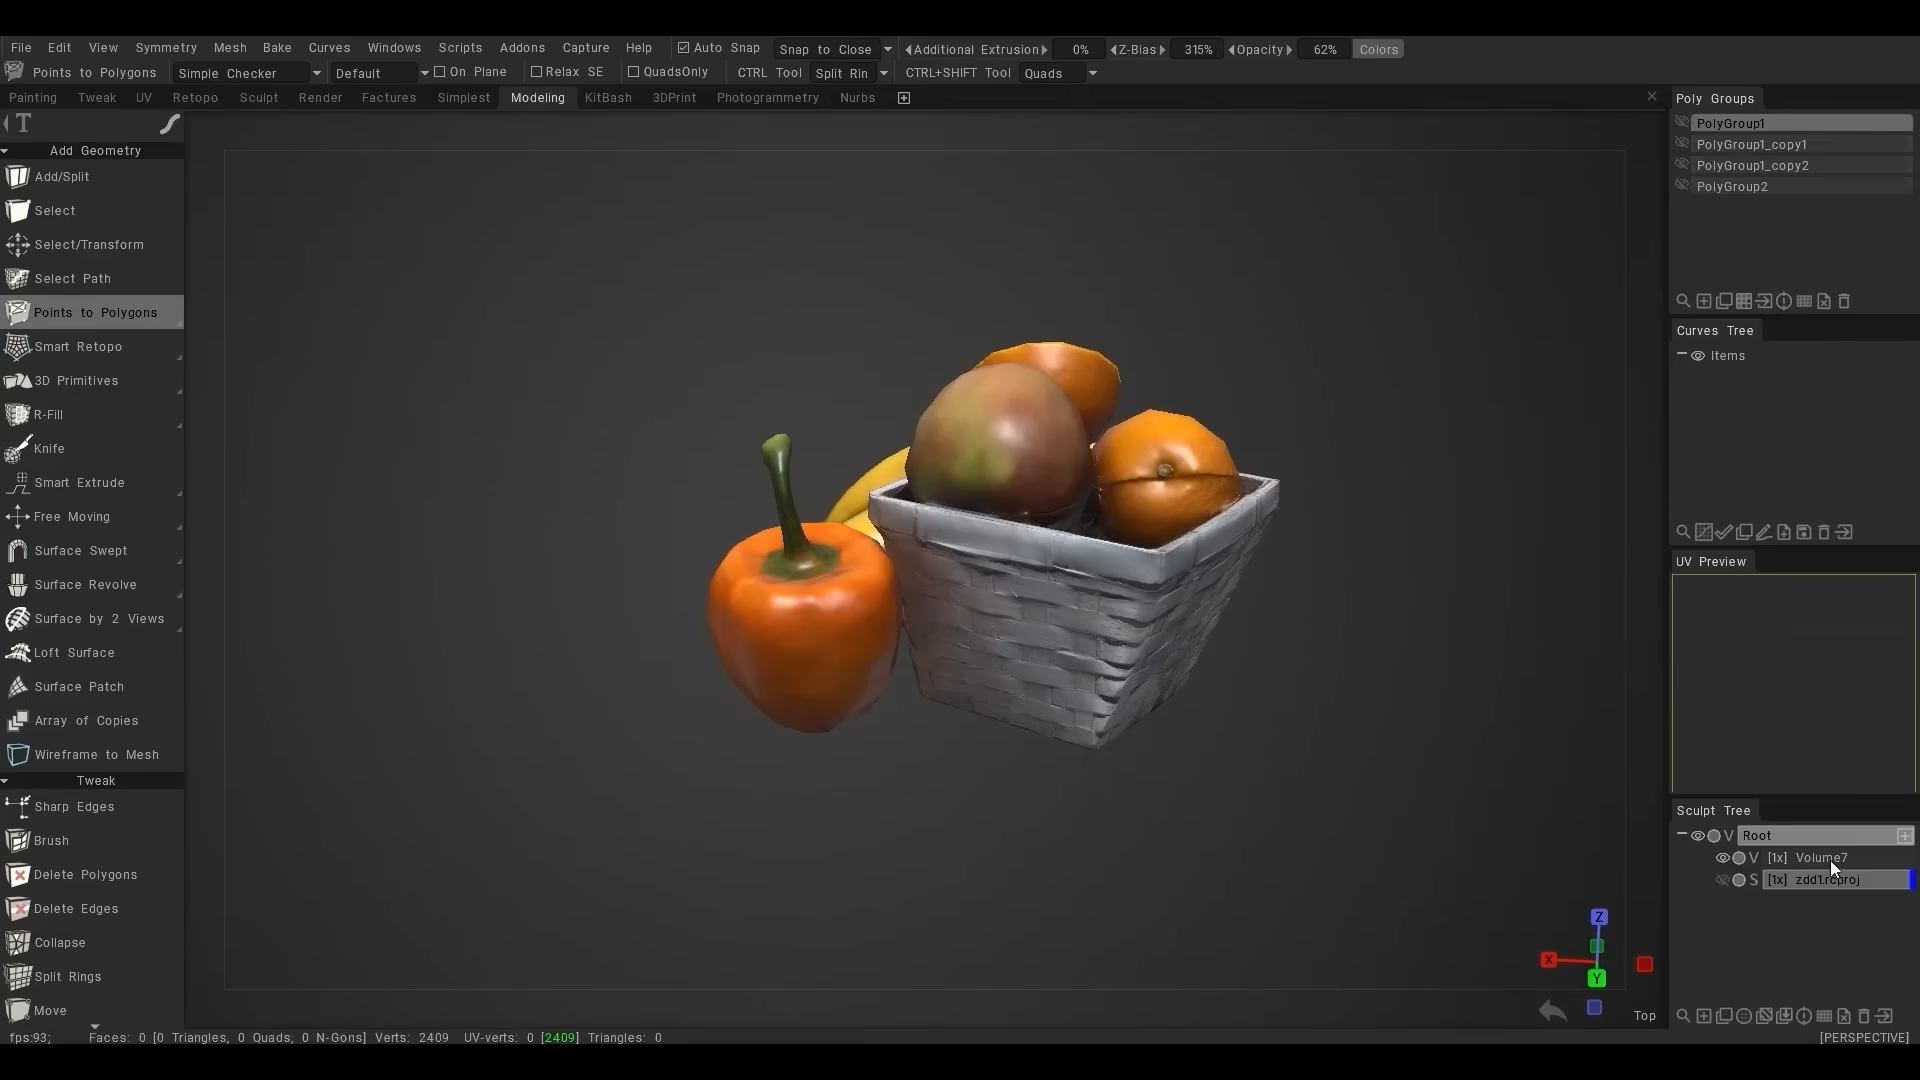 File Edit View Symmetry Mesh Bake Curves Windows Scripts Addons Capture Help Auto Snap Snap to Close Additional Extrusion 0% Z-Bias 315% Opacity 62% Colors
Points to Polygons Simple Checker Default On Plane Relax SE QuadsOnly CTRL Tool Split Rin CTRL+SHIFT Tool Quads
Painting Tweak UV Retopo Sculpt Render Factures Simplest Modeling KitBash 3DPrint Photogrammetry Nurbs
T
Add Geometry
Add/Split
Select
Select/Transform
Select Path
Points to Polygons
Smart Retopo
3D Primitives
R-Fill
Knife
Smart Extrude
Free Moving
Surface Swept
Surface Revolve
Surface by 2 Views
Loft Surface
Surface Patch
Array of Copies
Wireframe to Mesh
Tweak
Sharp Edges
Brush
Delete Polygons
Delete Edges
Collapse
Split Rings
Move
Poly Groups
PolyGroup1
PolyGroup1_copy1
PolyGroup1_copy2
PolyGroup2
Curves Tree
Items
UV Preview
Sculpt Tree
V Root
V [1x] Volume7
S [1x] zdd1.rcproj
Z
X
Y
Top
fps:93; Faces: 0 [0 Triangles, 0 Quads, 0 N-Gons] Verts: 2409 UV-verts: 0 [2409] Triangles: 0 [PERSPECTIVE]